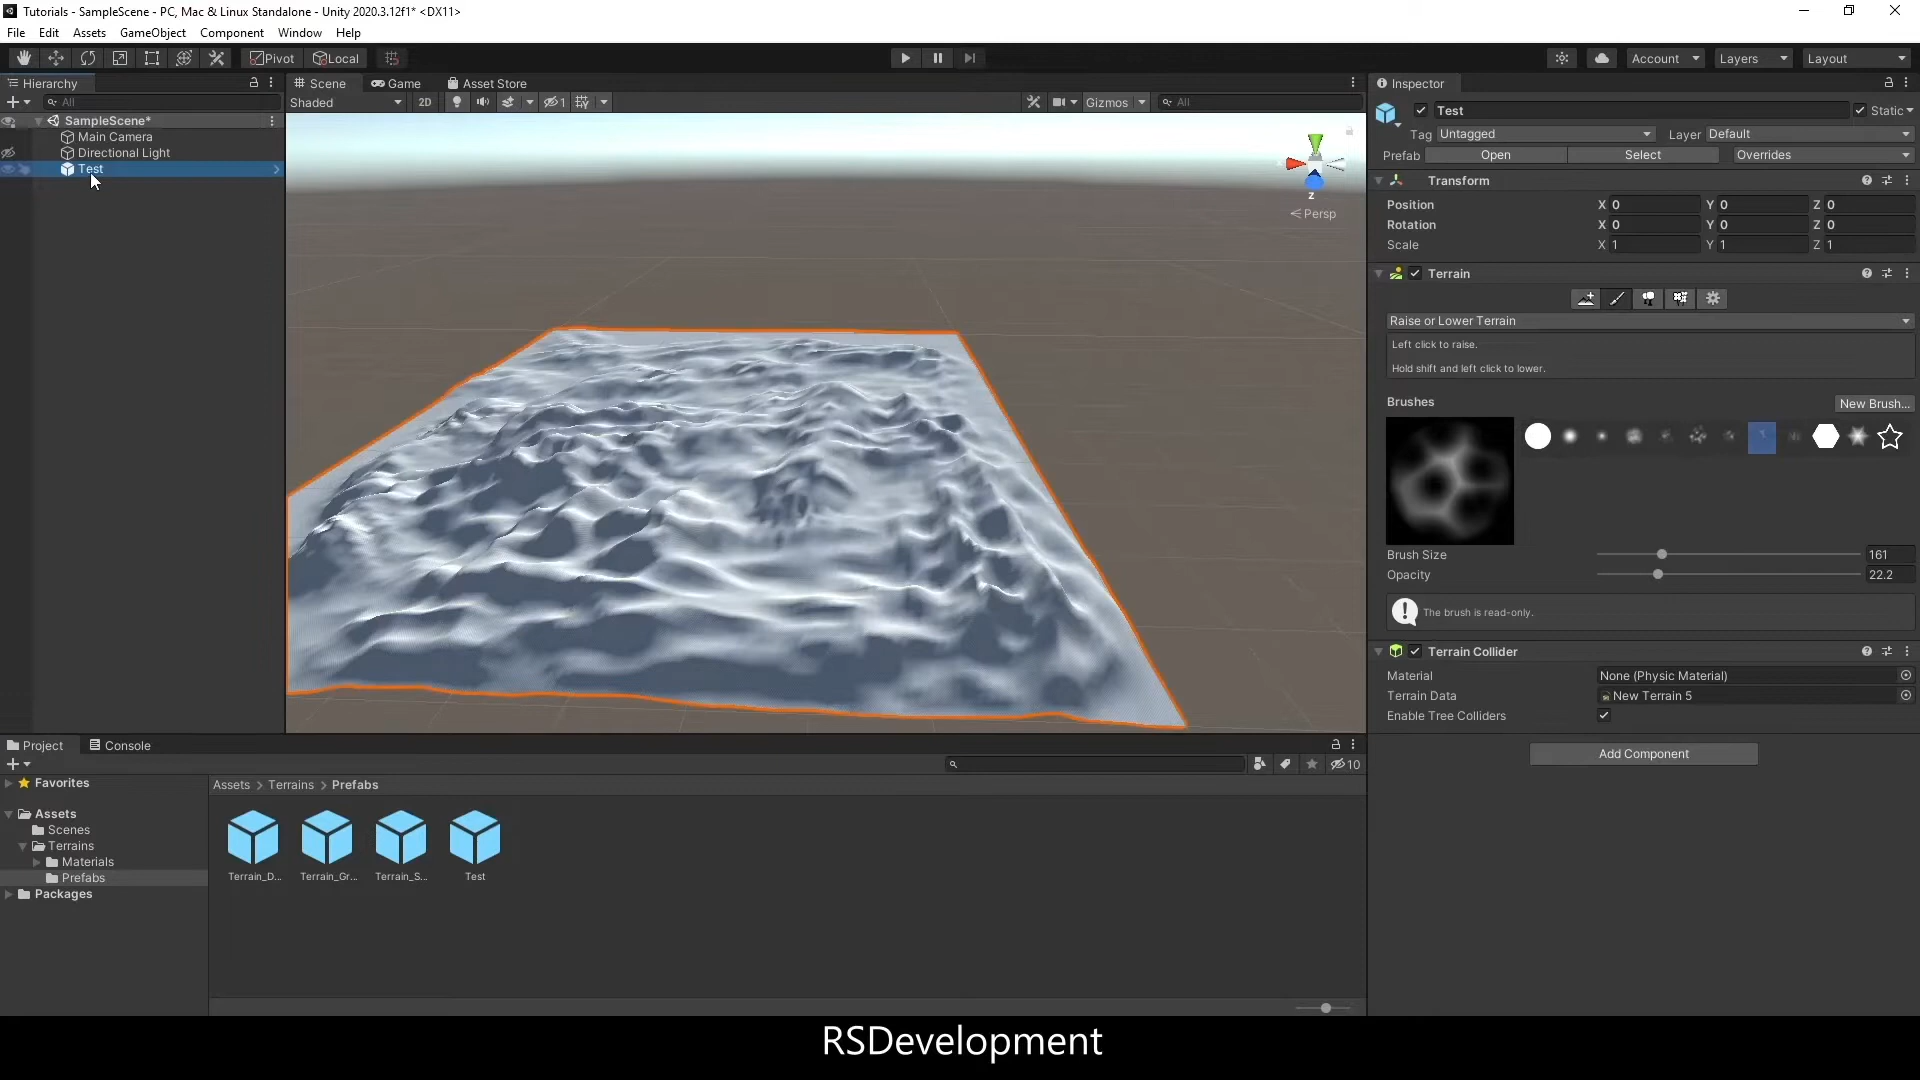 Tutorials - SampleScene - PC, Mac & Linux Standalone - Unity 2020.3.12f1* <DX11>
File Edit Assets GameObject Component Window Help
Pivot Local Account Layers Layout
Hierarchy
All
SampleScene*
Main Camera
Directional Light
Test
Scene Game Asset Store
Shaded 2D 1 Gizmos All
z
Persp
Inspector
Test Static
Tag Untagged Layer Default
Prefab Open Select Overrides
Transform
Position X 0 Y 0 Z 0
Rotation X 0 Y 0 Z 0
Scale X 1 Y 1 Z 1
Terrain
Raise or Lower Terrain
Left click to raise.
Hold shift and left click to lower.
Brushes
New Brush...
Brush Size 161
Opacity 22.2
The brush is read-only.
Terrain Collider
Material None (Physic Material)
Terrain Data New Terrain 5
Enable Tree Colliders
Add Component
Project Console
10
Favorites
Assets
Scenes
Terrains
Materials
Prefabs
Packages
Assets > Terrains > Prefabs
Terrain_D... Terrain_Gr... Terrain_S... Test
RSDevelopment